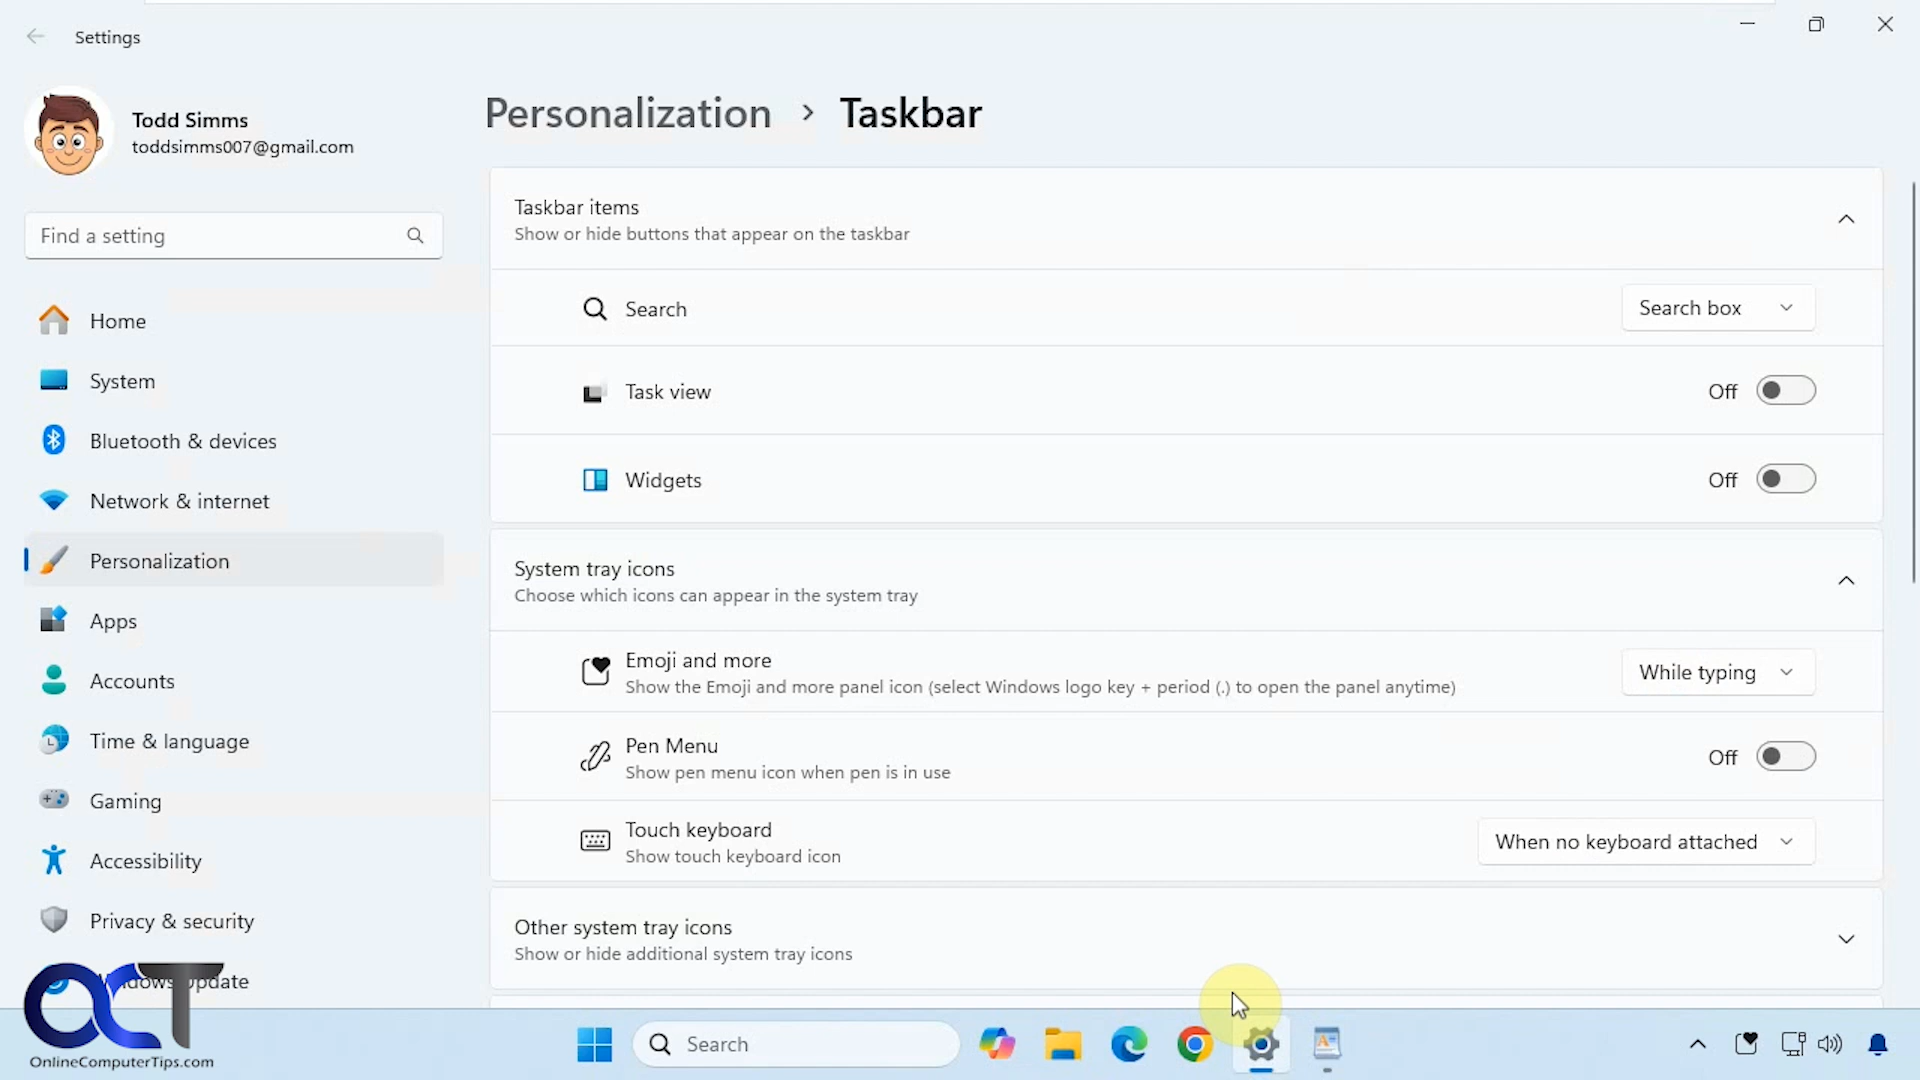 Settings
Todd Simms
toddsimms007@gmail.com
Find a setting
Home
System
Bluetooth & devices
Network & internet
Personalization
Apps
Accounts
Time & language
Gaming
Accessibility
Privacy & security
Windows Update
Personalization > Taskbar
Taskbar items
Show or hide buttons that appear on the taskbar
Search
Search box
Task view
Off
Widgets
Off
System tray icons
Choose which icons can appear in the system tray
Emoji and more
Show the Emoji and more panel icon (select Windows logo key + period (.) to open the panel anytime)
While typing
Pen Menu
Show pen menu icon when pen is in use
Off
Touch keyboard
Show touch keyboard icon
When no keyboard attached
Other system tray icons
Show or hide additional system tray icons
OCT
OnlineComputerTips.com
Search